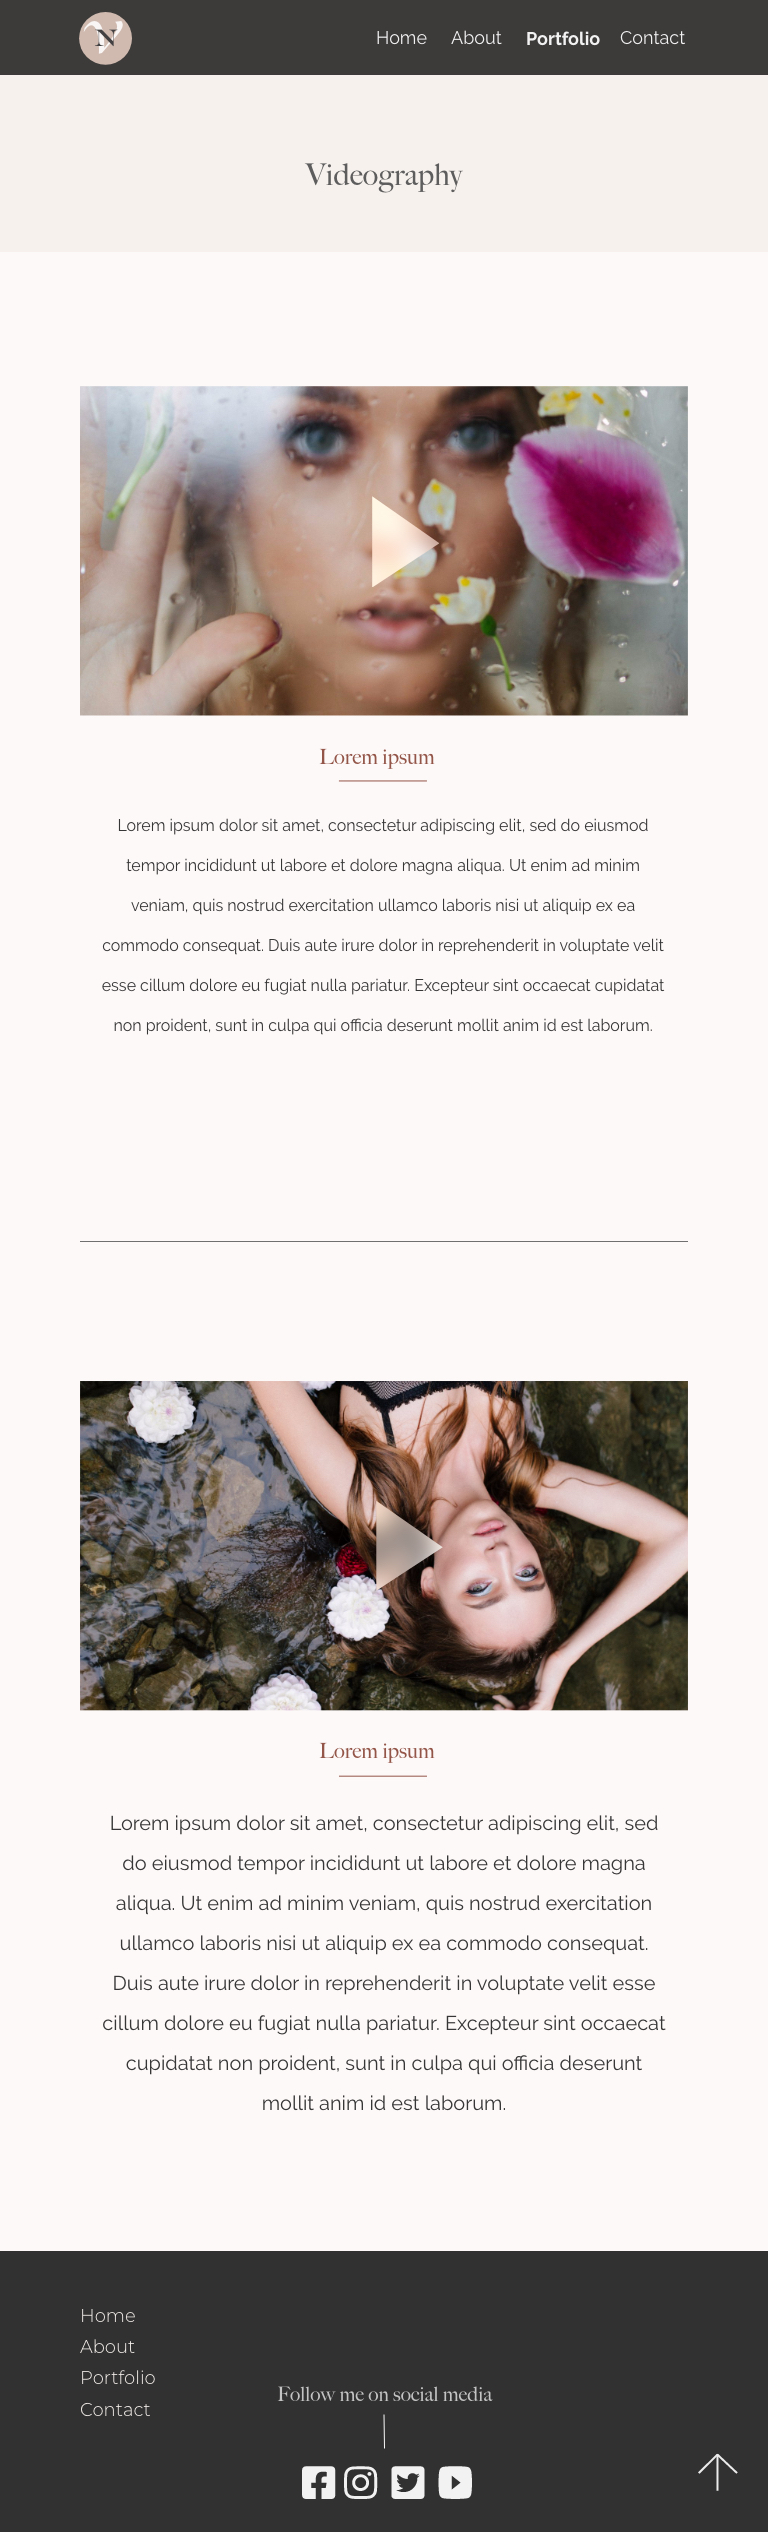 N
Home About Portfolio Contact
Videography
Lorem ipsum
Lorem ipsum dolor sit amet, consectetur adipiscing elit, sed do eiusmod
tempor incididunt ut labore et dolore magna aliqua. Ut enim ad minim
veniam, quis nostrud exercitation ullamco laboris nisi ut aliquip ex ea
commodo consequat. Duis aute irure dolor in reprehenderit in voluptate velit
esse cillum dolore eu fugiat nulla pariatur. Excepteur sint occaecat cupidatat
non proident, sunt in culpa qui officia deserunt mollit anim id est laborum.
Lorem ipsum
Lorem ipsum dolor sit amet, consectetur adipiscing elit, sed
do eiusmod tempor incididunt ut labore et dolore magna
aliqua. Ut enim ad minim veniam, quis nostrud exercitation
ullamco laboris nisi ut aliquip ex ea commodo consequat.
Duis aute irure dolor in reprehenderit in voluptate velit esse
cillum dolore eu fugiat nulla pariatur. Excepteur sint occaecat
cupidatat non proident, sunt in culpa qui officia deserunt
mollit anim id est laborum.
Home
About
Portfolio
Contact
Follow me on social media